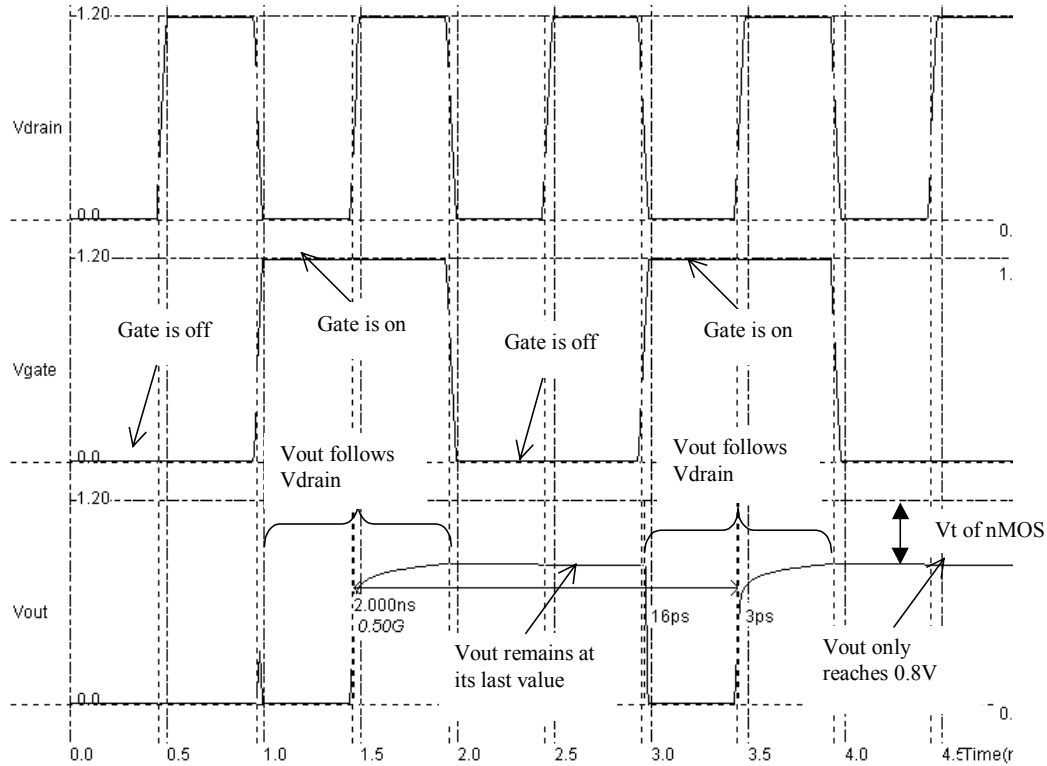 1.20
Vdrain
0.0
0.
1.20
1.
Gate is off
Gate is on
Gate is off
Gate is on
Vgate
0.0
Vout follows
Vdrain
Vout follows
Vdrain
1.20
Vt of nMOS
Vout
2.000ns
0.50G
16ps
3ps
Vout remains at
its last value
Vout only
reaches 0.8V
0.0
0.
0.0 0.5 1.0 1.5 2.0 2.5 3.0 3.5 4.0 4.5 Time(r